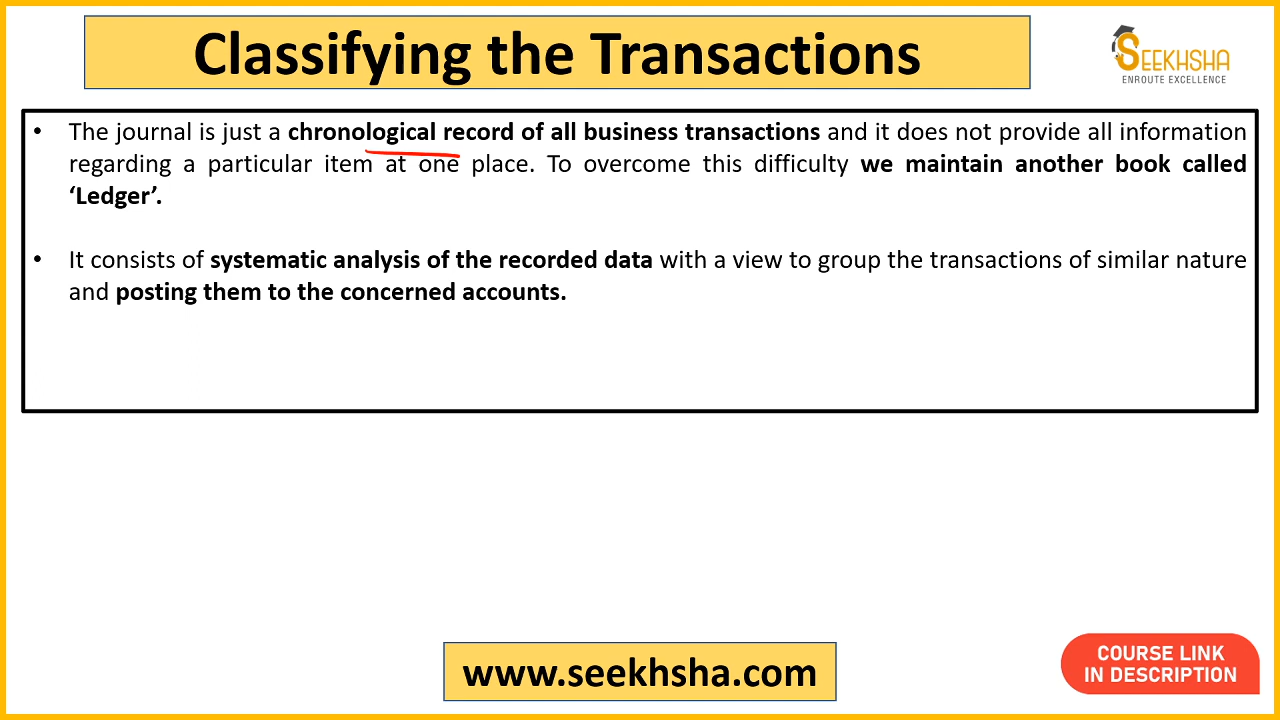 Classifying the Transactions
SEEKHSHA
ENROUTE EXCELLENCE
• The journal is just a chronological record of all business transactions and it does not provide all information
regarding a particular item at one place. To overcome this difficulty we maintain another book called
‘Ledger’.
• It consists of systematic analysis of the recorded data with a view to group the transactions of similar nature
and posting them to the concerned accounts.
www.seekhsha.com
COURSE LINK
IN DESCRIPTION